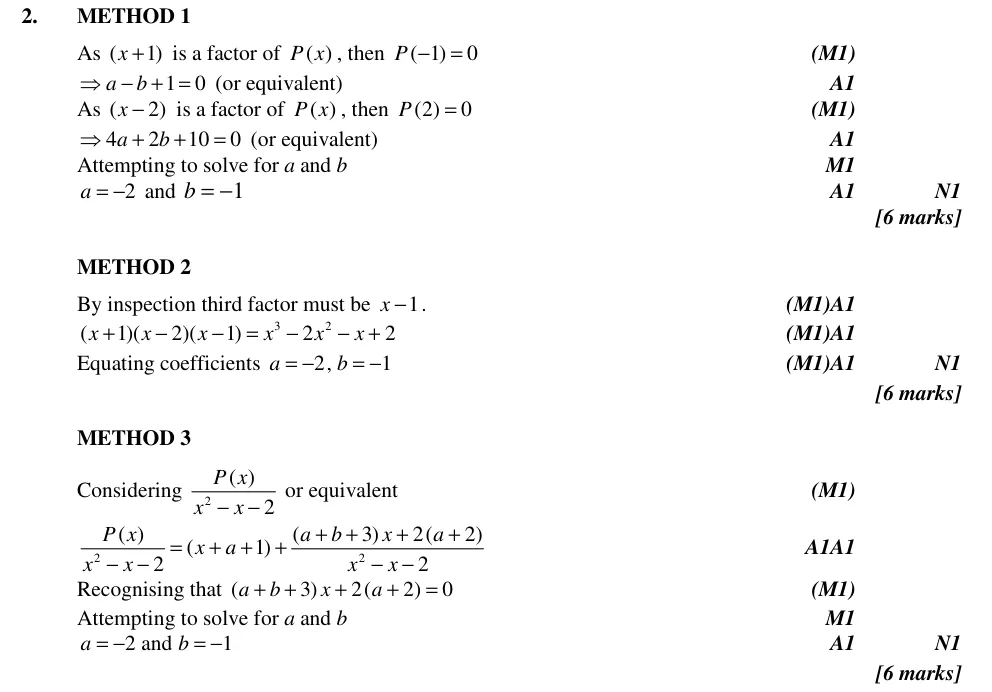 2. METHOD 1
As (x+1) is a factor of P(x), then P(−1)=0 (M1)
⇒a−b+1=0 (or equivalent) A1
As (x−2) is a factor of P(x), then P(2)=0 (M1)
⇒4a+2b+10=0 (or equivalent) A1
Attempting to solve for a and b M1
a=−2 and b=−1 A1 N1
[6 marks]
METHOD 2
By inspection third factor must be x−1. (M1)A1
(x+1)(x−2)(x−1)=x³−2x²−x+2 (M1)A1
Equating coefficients a=−2, b=−1 (M1)A1 N1
[6 marks]
METHOD 3
Considering P(x)/(x²−x−2) or equivalent (M1)
P(x)/(x²−x−2)=(x+a+1)+((a+b+3)x+2(a+2))/(x²−x−2) A1A1
Recognising that (a+b+3)x+2(a+2)=0 (M1)
Attempting to solve for a and b M1
a=−2 and b=−1 A1 N1
[6 marks]